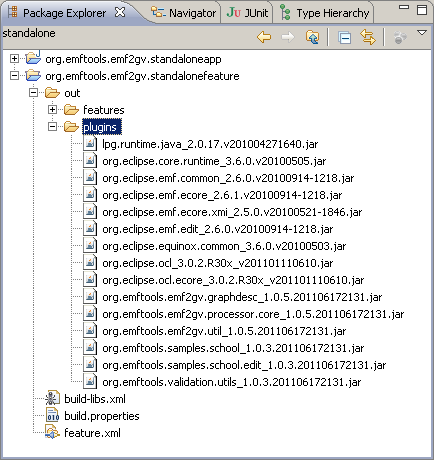 Package Explorer
Navigator
JUnit
Type Hierarchy
standalone
org.emftools.emf2gv.standaloneapp
org.emftools.emf2gv.standalonefeature
out
features
plugins
lpg.runtime.java_2.0.17.v201004271640.jar
org.eclipse.core.runtime_3.6.0.v20100505.jar
org.eclipse.emf.common_2.6.0.v20100914-1218.jar
org.eclipse.emf.ecore_2.6.1.v20100914-1218.jar
org.eclipse.emf.ecore.xmi_2.5.0.v20100521-1846.jar
org.eclipse.emf.edit_2.6.0.v20100914-1218.jar
org.eclipse.equinox.common_3.6.0.v20100503.jar
org.eclipse.ocl_3.0.2.R30x_v201101110610.jar
org.eclipse.ocl.ecore_3.0.2.R30x_v201101110610.jar
org.emftools.emf2gv.graphdesc_1.0.5.201106172131.jar
org.emftools.emf2gv.processor.core_1.0.5.201106172131.jar
org.emftools.emf2gv.util_1.0.5.201106172131.jar
org.emftools.samples.school_1.0.3.201106172131.jar
org.emftools.samples.school.edit_1.0.3.201106172131.jar
org.emftools.validation.utils_1.0.3.201106172131.jar
build-libs.xml
build.properties
feature.xml